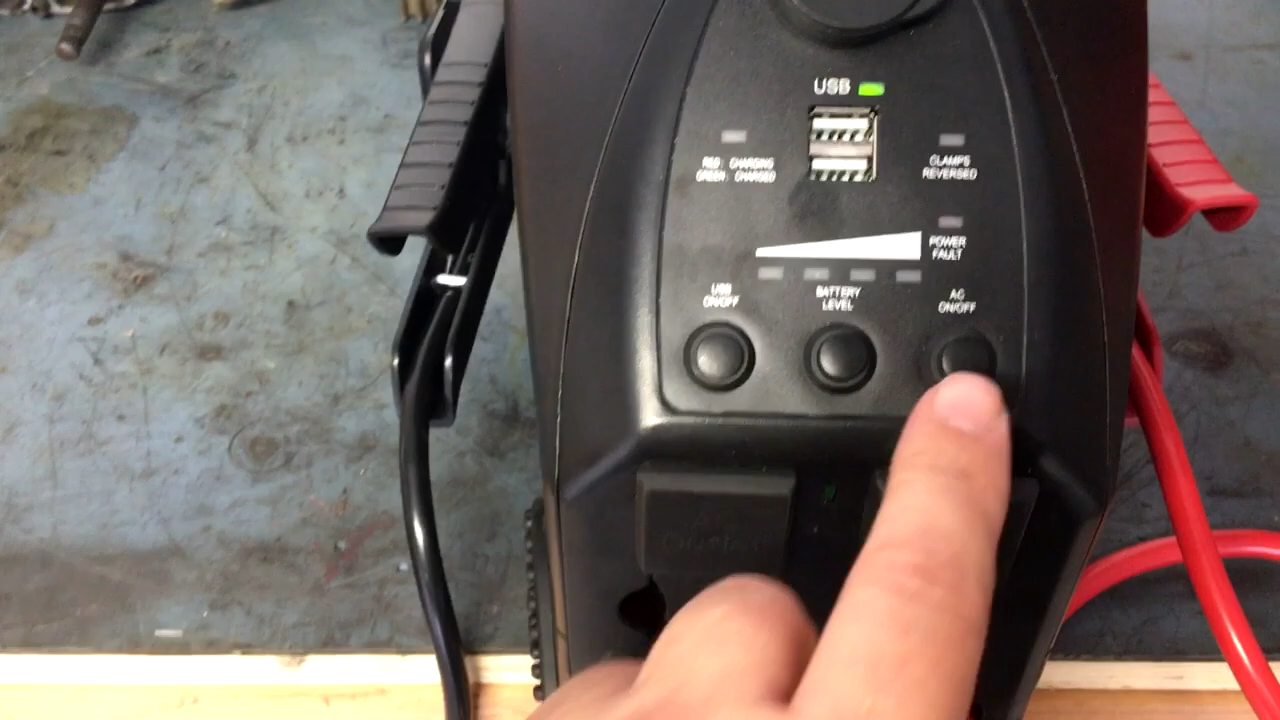 USB
RED: CHARGING
GREEN: CHARGED
CLAMPS
REVERSED
POWER
FAULT
USB
ON/OFF
BATTERY
LEVEL
AC
ON/OFF